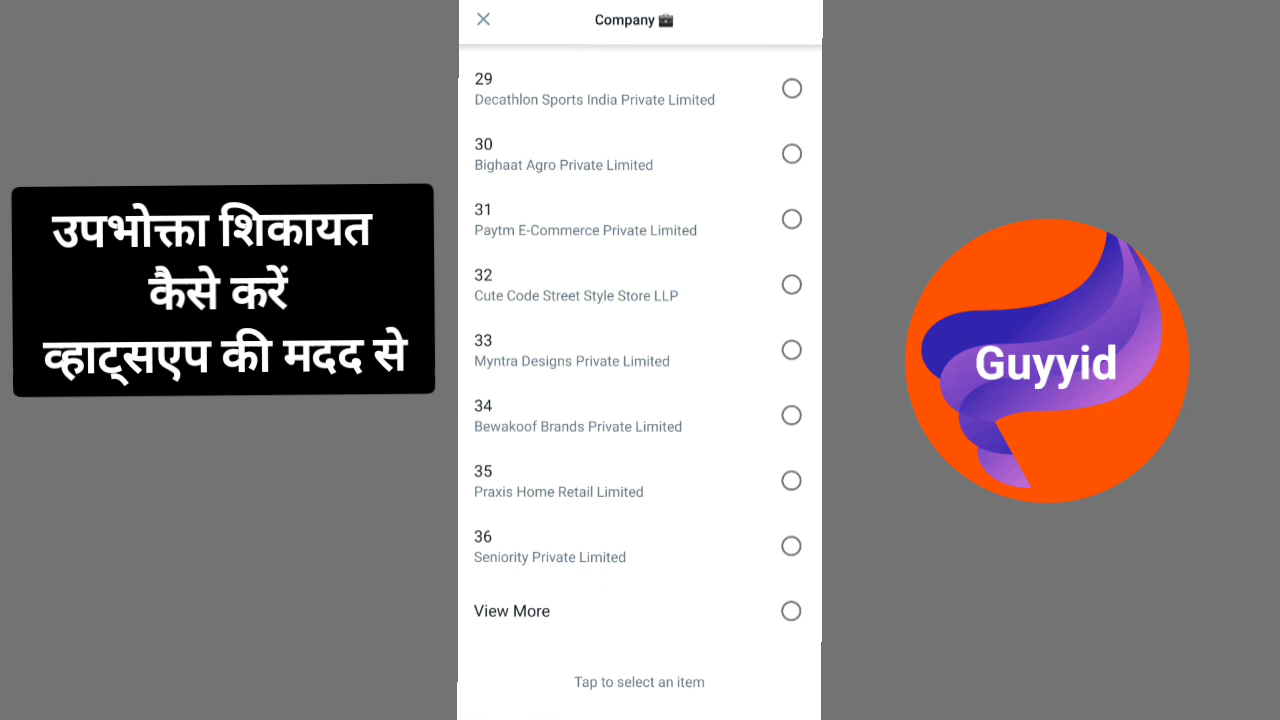 उपभोक्ता शिकायत
कैसे करें
व्हाट्सएप की मदद से
Company 💼
29
Decathlon Sports India Private Limited
30
Bighaat Agro Private Limited
31
Paytm E-Commerce Private Limited
32
Cute Code Street Style Store LLP
33
Myntra Designs Private Limited
34
Bewakoof Brands Private Limited
35
Praxis Home Retail Limited
36
Seniority Private Limited
View More
Tap to select an item
Guyyid